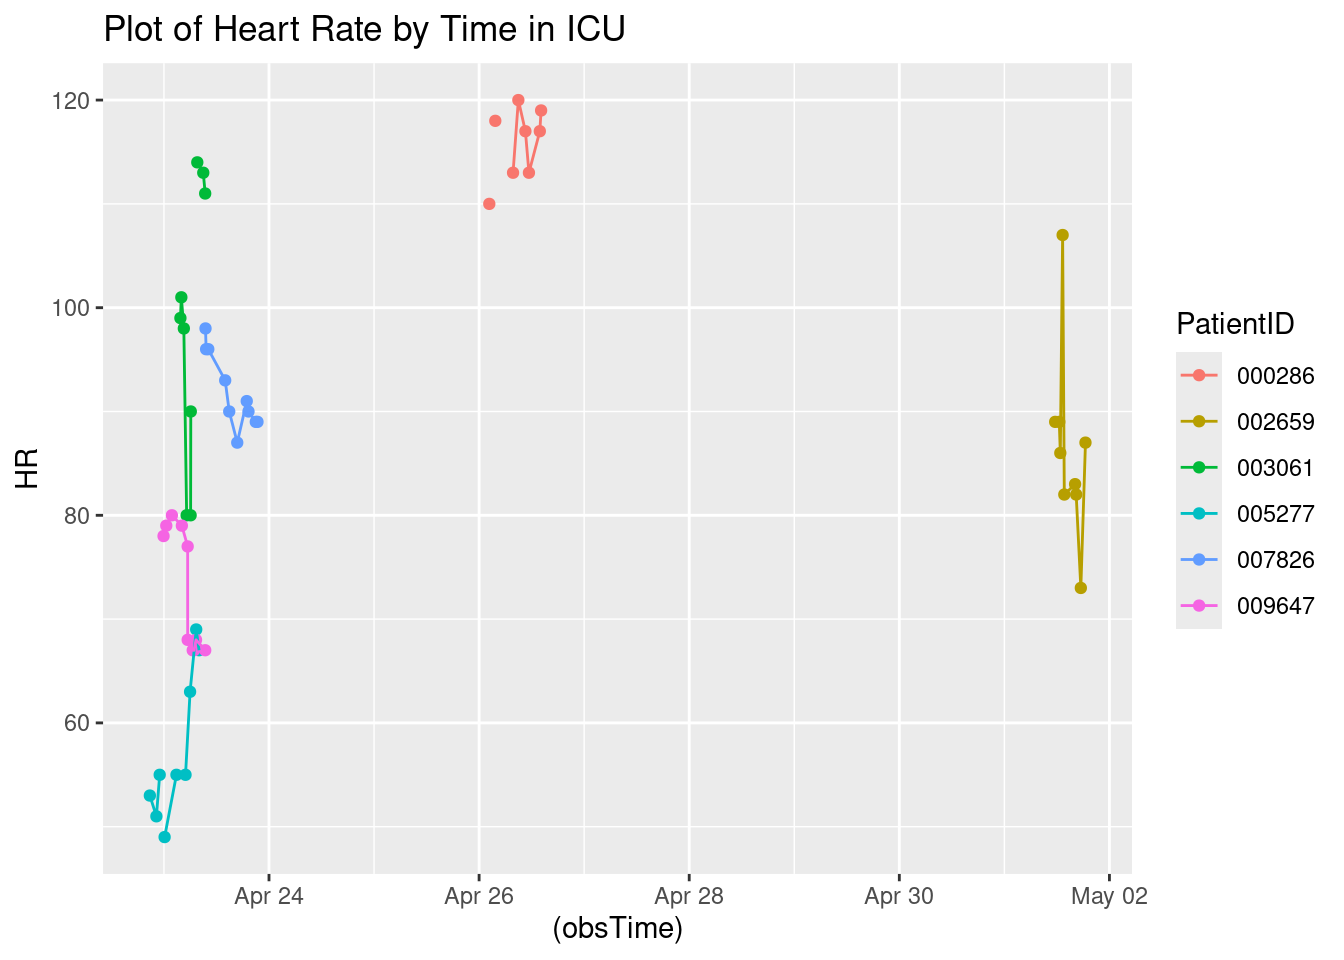 Plot of Heart Rate by Time in ICU
120
100
80
60
HR
Apr 24
Apr 26
Apr 28
Apr 30
May 02
(obsTime)
PatientID
000286
002659
003061
005277
007826
009647